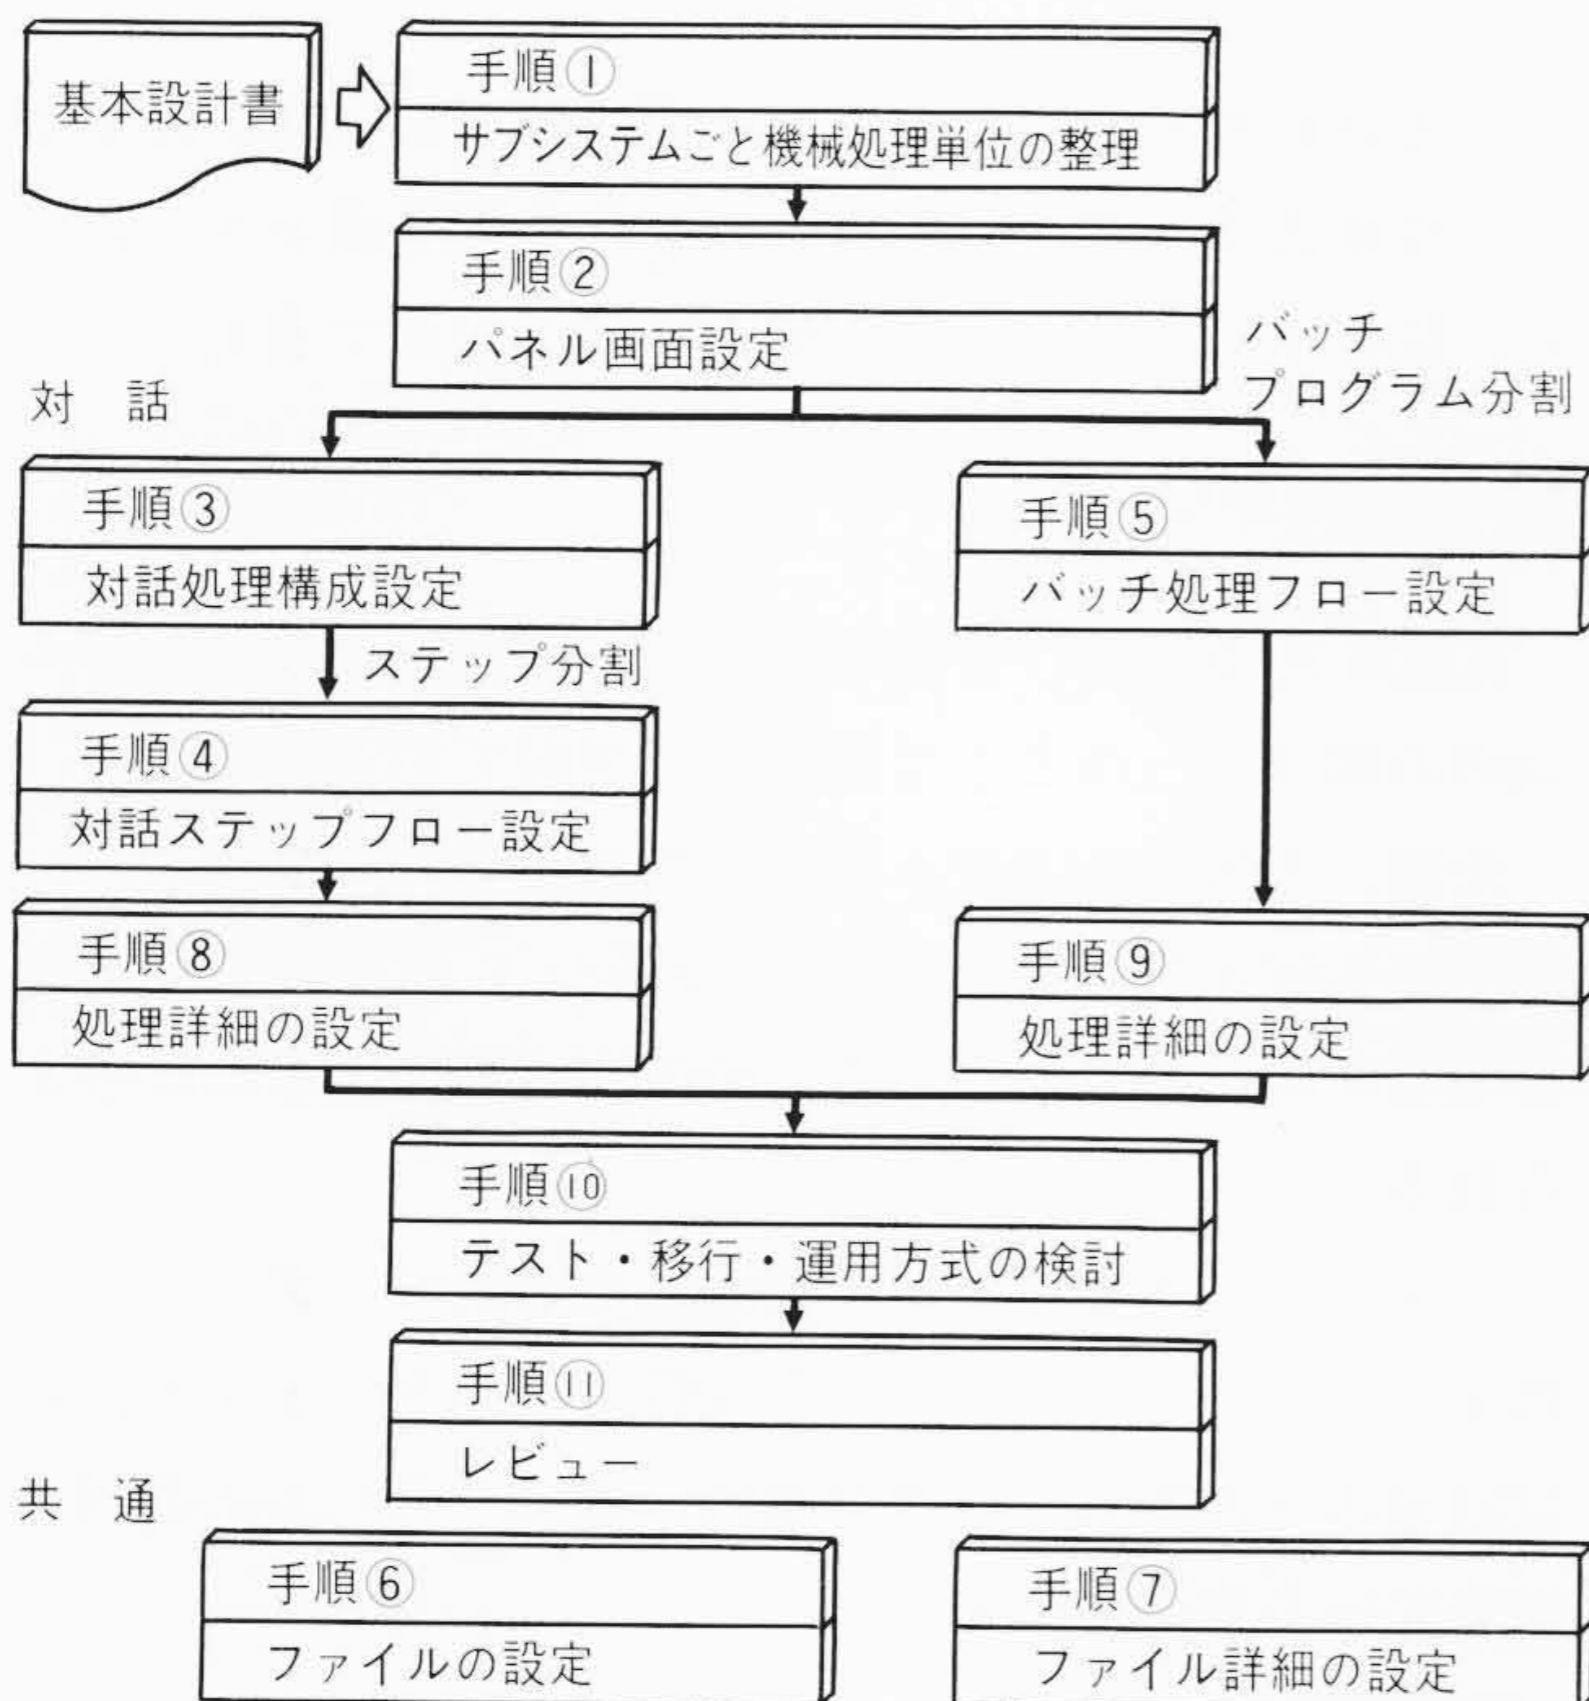 基本設計書
手順①
サブシステムごと機械処理単位の整理
手順②
パネル画面設定
対 話
バッチ
プログラム分割
手順③
対話処理構成設定
手順⑤
バッチ処理フロー設定
ステップ分割
手順④
対話ステップフロー設定
手順⑧
処理詳細の設定
手順⑨
処理詳細の設定
手順⑩
テスト・移行・運用方式の検討
手順⑪
レビュー
共 通
手順⑥
ファイルの設定
手順⑦
ファイル詳細の設定